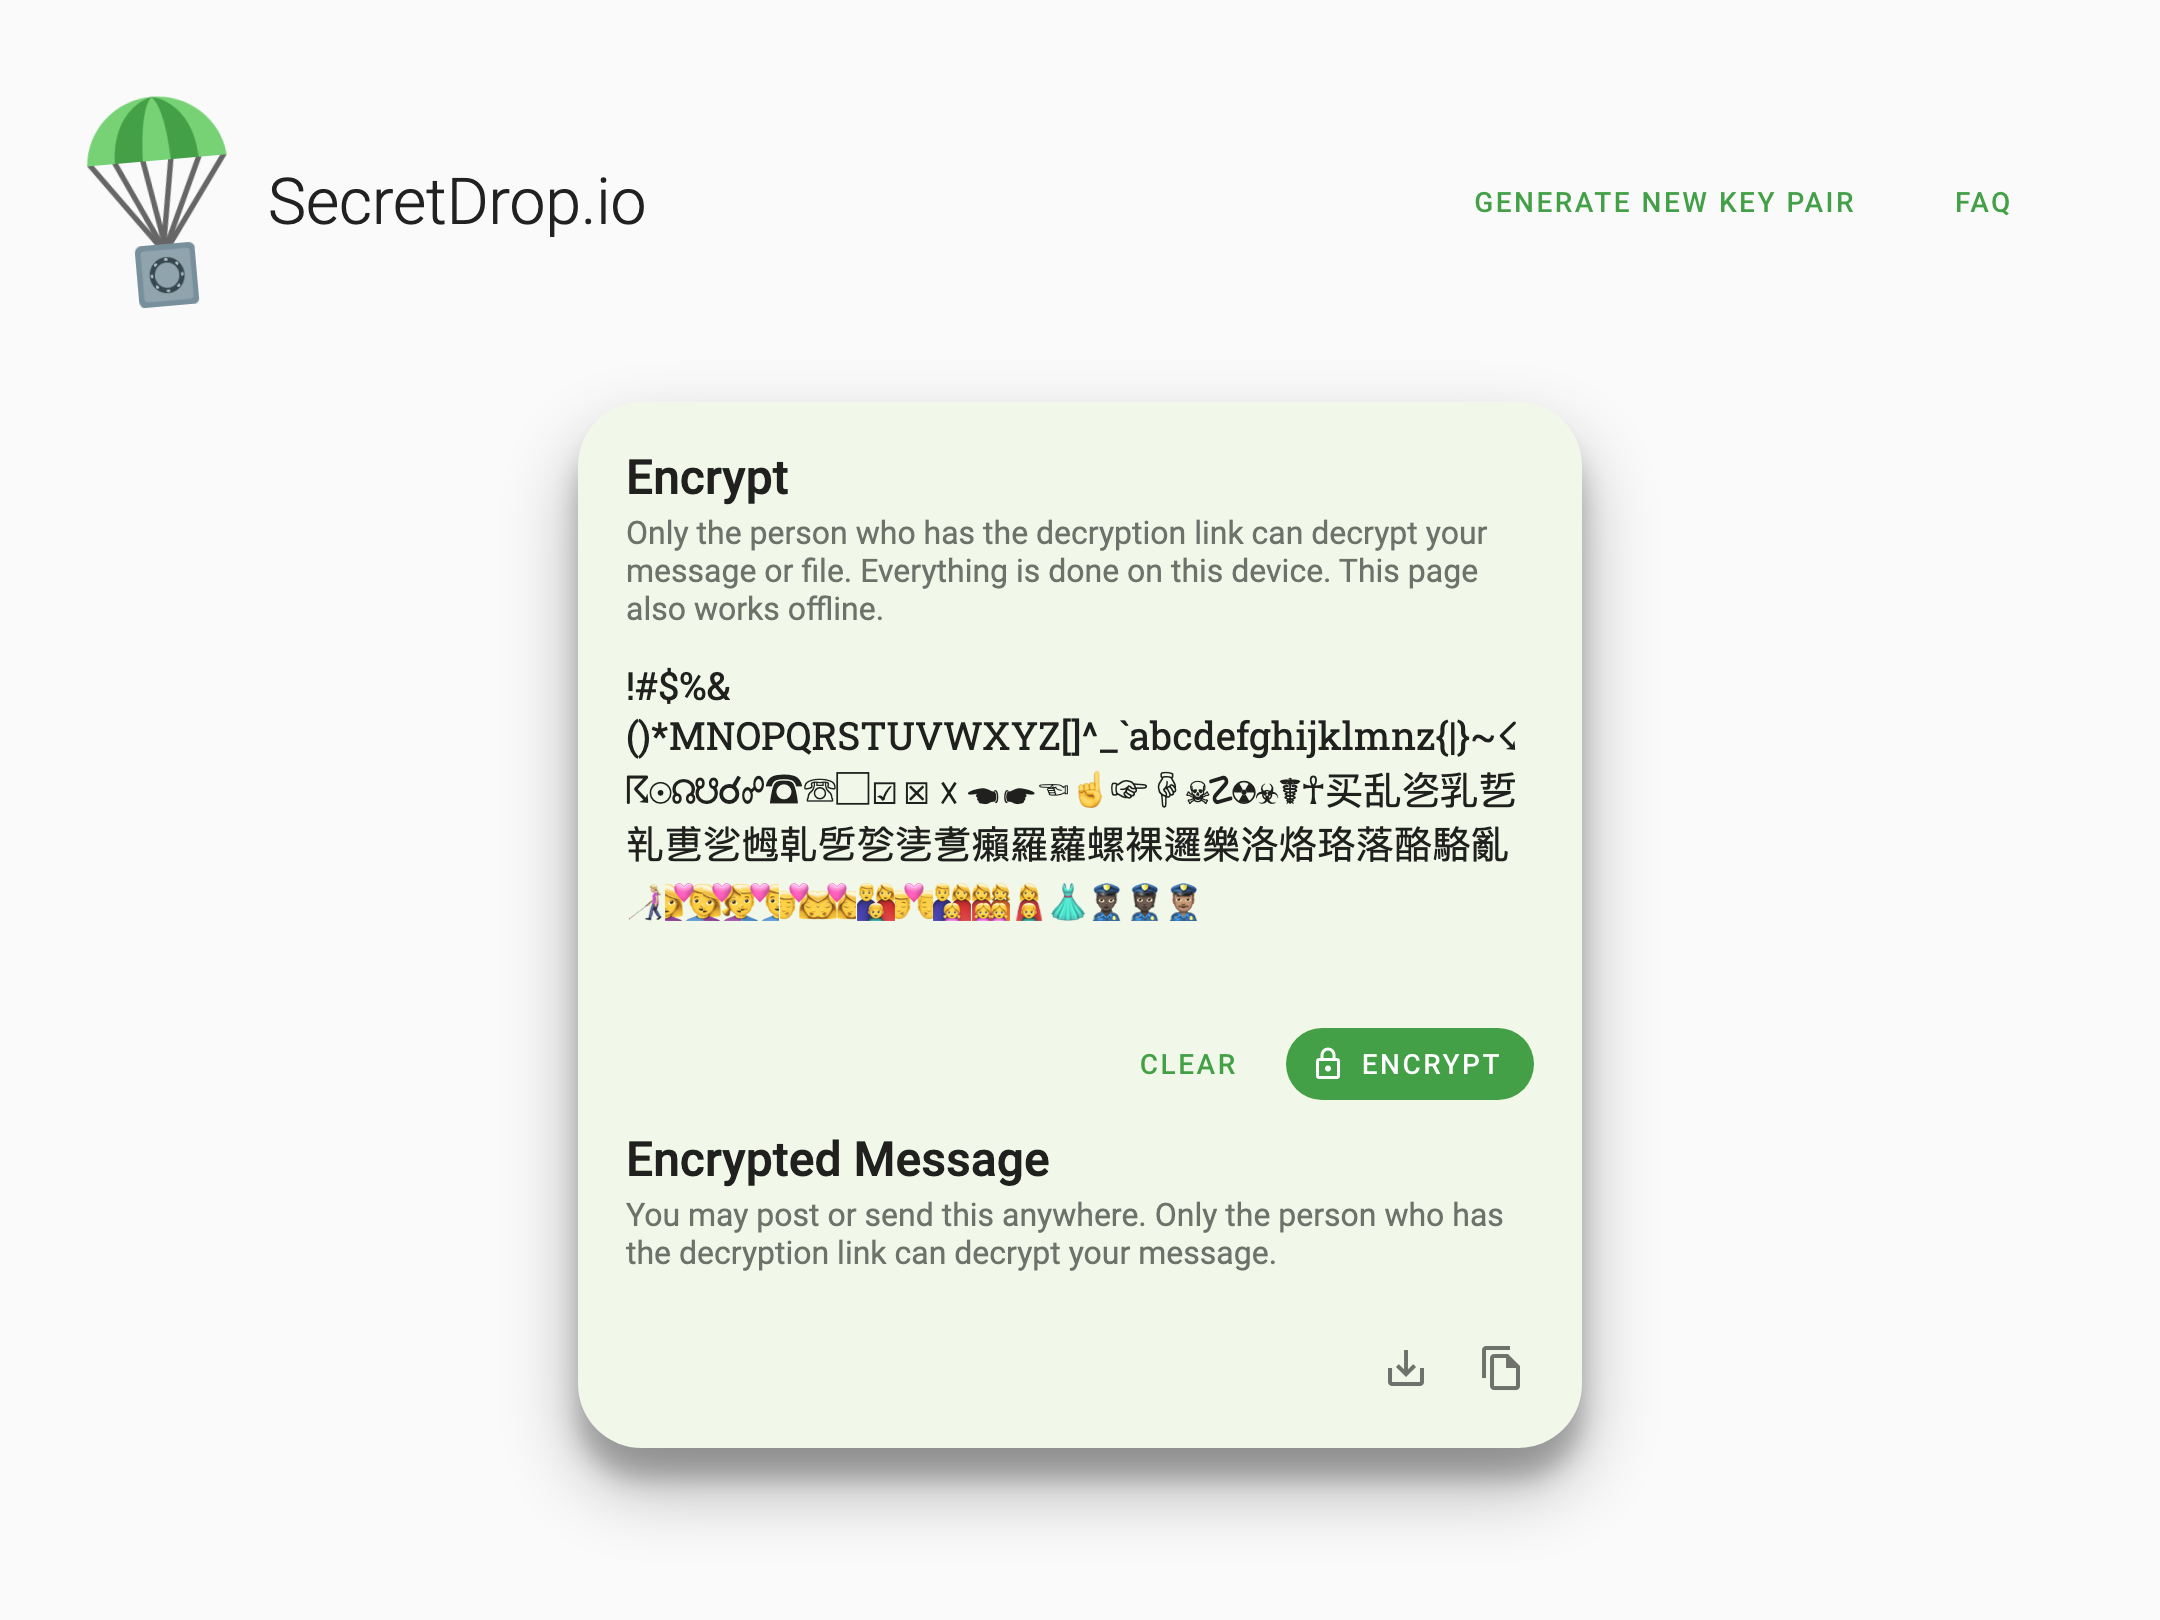 SecretDrop.io
GENERATE NEW KEY PAIR
FAQ
Encrypt
Only the person who has the decryption link can decrypt your
message or file. Everything is done on this device. This page
also works offline.
!#$%&
()*MNOPQRSTUVWXYZ[]^_`abcdefghijklmnz{|}~☇
☈☉☊☋☌☍☎☏☐☑☒☓☚☛☜☝☞☟☠☡☢☣☤☥买乱乲乳乴
乵乶乷乸乹乺乻乼乽癩羅蘿螺裸邏樂洛烙珞落酪駱亂
CLEAR
ENCRYPT
Encrypted Message
You may post or send this anywhere. Only the person who has
the decryption link can decrypt your message.